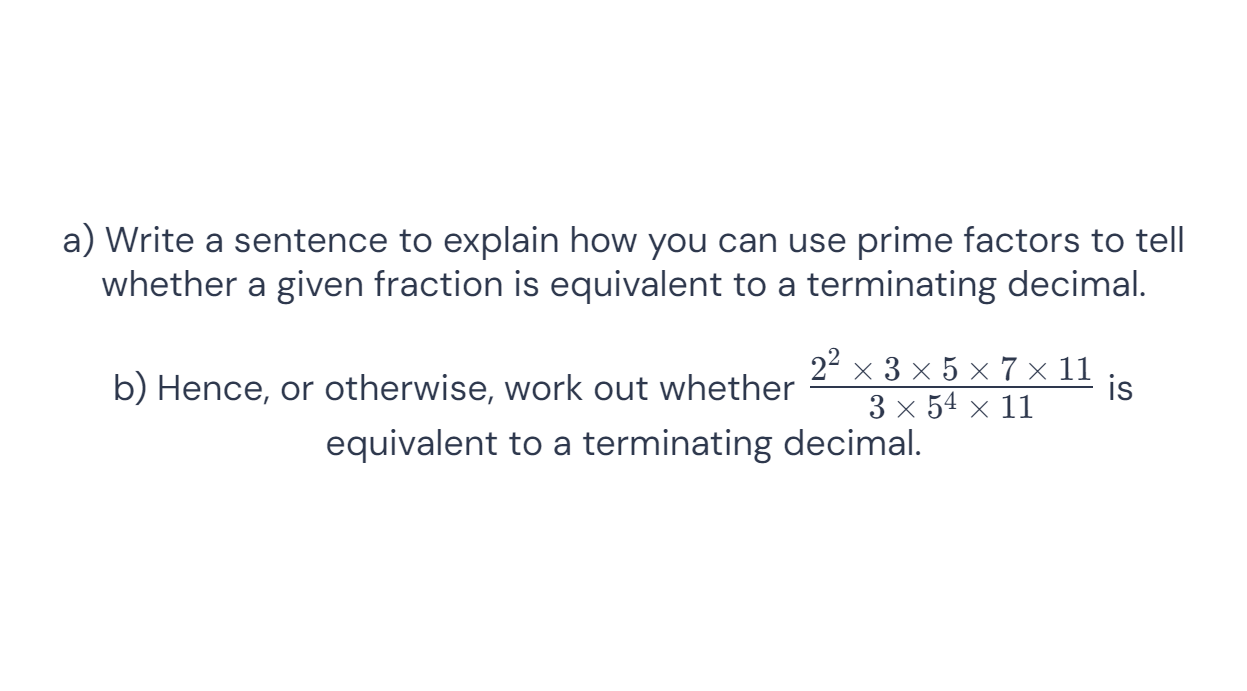 a) Write a sentence to explain how you can use prime factors to tell
whether a given fraction is equivalent to a terminating decimal.
b) Hence, or otherwise, work out whether $\frac{2^2 \times 3 \times 5 \times 7 \times 11}{3 \times 5^4 \times 11}$ is
equivalent to a terminating decimal.